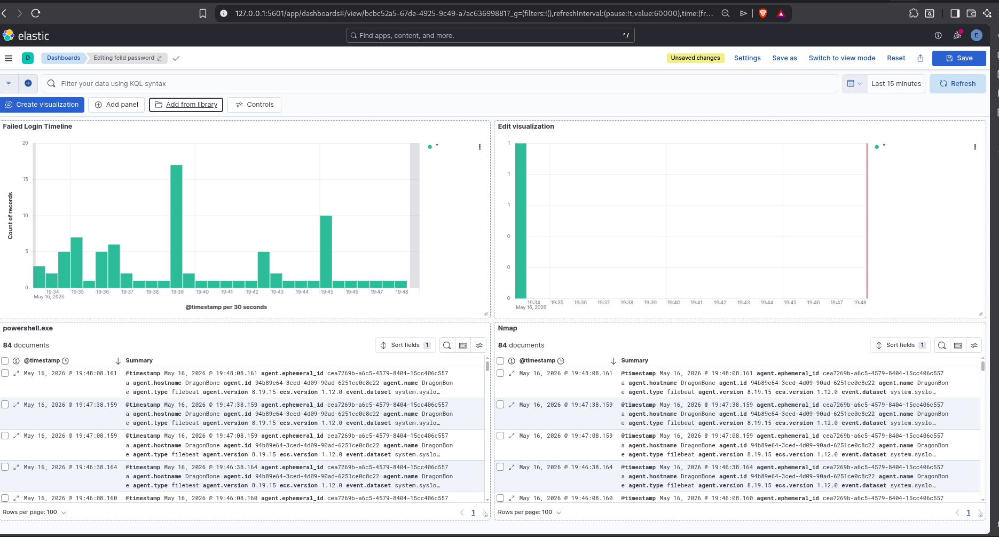 127.0.0.1:5601/app/dashboards#/view/bcbc52a5-67de-4925-9c49-a7ac63699881?_g=(filters:!(),refreshInterval:(pause:!t,value:60000),time:(fr...
elastic
Find apps, content, and more.
^/
E
D
Dashboards
Editing feild password
Unsaved changes
Settings
Save as
Switch to view mode
Reset
Save
Filter your data using KQL syntax
Last 15 minutes
Refresh
Create visualization
Add panel
Add from library
Controls
Failed Login Timeline
20
15
10
5
0
Count of records
19:34 19:35 19:36 19:37 19:38 19:39 19:40 19:41 19:42 19:43 19:44 19:45 19:46 19:47 19:48
May 16, 2026
@timestamp per 30 seconds
*
Edit visualization
1
1
1
0
0
0
19:34 19:35 19:36 19:37 19:38 19:39 19:40 19:41 19:42 19:43 19:44 19:45 19:46 19:47 19:48
May 16, 2026
*
powershell.exe
84 documents
Sort fields 1
@timestamp
Summary
May 16, 2026 @ 19:48:08.161
@timestamp May 16, 2026 @ 19:48:08.161 agent.ephemeral_id cea7269b-a6c5-4579-8404-15cc406c557
a agent.hostname DragonBone agent.id 94b89e64-3ced-4d09-90ad-6251ce0c8c22 agent.name DragonBon
e agent.type filebeat agent.version 8.19.15 ecs.version 1.12.0 event.dataset system.syslo…
May 16, 2026 @ 19:47:38.159
@timestamp May 16, 2026 @ 19:47:38.159 agent.ephemeral_id cea7269b-a6c5-4579-8404-15cc406c557
a agent.hostname DragonBone agent.id 94b89e64-3ced-4d09-90ad-6251ce0c8c22 agent.name DragonBon
e agent.type filebeat agent.version 8.19.15 ecs.version 1.12.0 event.dataset system.syslo…
May 16, 2026 @ 19:47:08.159
@timestamp May 16, 2026 @ 19:47:08.159 agent.ephemeral_id cea7269b-a6c5-4579-8404-15cc406c557
a agent.hostname DragonBone agent.id 94b89e64-3ced-4d09-90ad-6251ce0c8c22 agent.name DragonBon
e agent.type filebeat agent.version 8.19.15 ecs.version 1.12.0 event.dataset system.syslo…
May 16, 2026 @ 19:46:38.164
@timestamp May 16, 2026 @ 19:46:38.164 agent.ephemeral_id cea7269b-a6c5-4579-8404-15cc406c557
a agent.hostname DragonBone agent.id 94b89e64-3ced-4d09-90ad-6251ce0c8c22 agent.name DragonBon
e agent.type filebeat agent.version 8.19.15 ecs.version 1.12.0 event.dataset system.syslo…
May 16, 2026 @ 19:46:08.160
@timestamp May 16, 2026 @ 19:46:08.160 agent.ephemeral_id cea7269b-a6c5-4579-8404-15cc406c557
Rows per page: 100
1
Nmap
84 documents
Sort fields 1
@timestamp
Summary
May 16, 2026 @ 19:48:08.161
@timestamp May 16, 2026 @ 19:48:08.161 agent.ephemeral_id cea7269b-a6c5-4579-8404-15cc406c557
a agent.hostname DragonBone agent.id 94b89e64-3ced-4d09-90ad-6251ce0c8c22 agent.name DragonBon
e agent.type filebeat agent.version 8.19.15 ecs.version 1.12.0 event.dataset system.syslo…
May 16, 2026 @ 19:47:38.159
@timestamp May 16, 2026 @ 19:47:38.159 agent.ephemeral_id cea7269b-a6c5-4579-8404-15cc406c557
a agent.hostname DragonBone agent.id 94b89e64-3ced-4d09-90ad-6251ce0c8c22 agent.name DragonBon
e agent.type filebeat agent.version 8.19.15 ecs.version 1.12.0 event.dataset system.syslo…
May 16, 2026 @ 19:47:08.159
@timestamp May 16, 2026 @ 19:47:08.159 agent.ephemeral_id cea7269b-a6c5-4579-8404-15cc406c557
a agent.hostname DragonBone agent.id 94b89e64-3ced-4d09-90ad-6251ce0c8c22 agent.name DragonBon
e agent.type filebeat agent.version 8.19.15 ecs.version 1.12.0 event.dataset system.syslo…
May 16, 2026 @ 19:46:38.164
@timestamp May 16, 2026 @ 19:46:38.164 agent.ephemeral_id cea7269b-a6c5-4579-8404-15cc406c557
a agent.hostname DragonBone agent.id 94b89e64-3ced-4d09-90ad-6251ce0c8c22 agent.name DragonBon
e agent.type filebeat agent.version 8.19.15 ecs.version 1.12.0 event.dataset system.syslo…
May 16, 2026 @ 19:46:08.160
@timestamp May 16, 2026 @ 19:46:08.160 agent.ephemeral_id cea7269b-a6c5-4579-8404-15cc406c557
Rows per page: 100
1